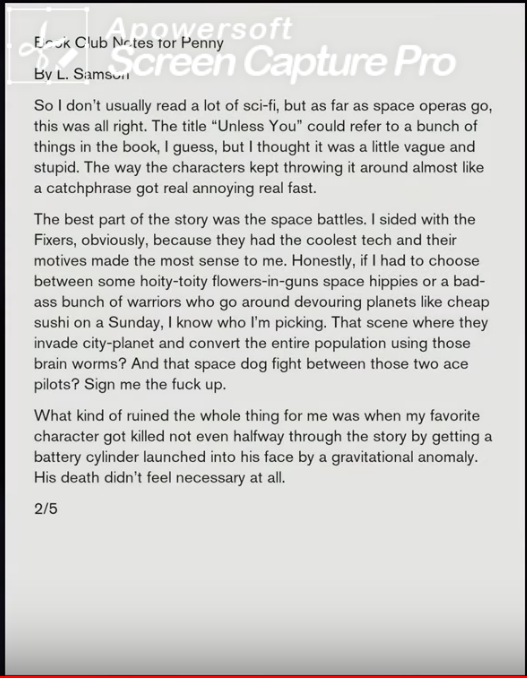 Apowersoft
Screen Capture Pro
Book Club Notes for Penny
By L. Samson
So I don't usually read a lot of sci-fi, but as far as space operas go,
this was all right. The title “Unless You” could refer to a bunch of
things in the book, I guess, but I thought it was a little vague and
stupid. The way the characters kept throwing it around almost like
a catchphrase got real annoying real fast.
The best part of the story was the space battles. I sided with the
Fixers, obviously, because they had the coolest tech and their
motives made the most sense to me. Honestly, if I had to choose
between some hoity-toity flowers-in-guns space hippies or a bad-
ass bunch of warriors who go around devouring planets like cheap
sushi on a Sunday, I know who I'm picking. That scene where they
invade city-planet and convert the entire population using those
brain worms? And that space dog fight between those two ace
pilots? Sign me the fuck up.
What kind of ruined the whole thing for me was when my favorite
character got killed not even halfway through the story by getting a
battery cylinder launched into his face by a gravitational anomaly.
His death didn't feel necessary at all.
2/5